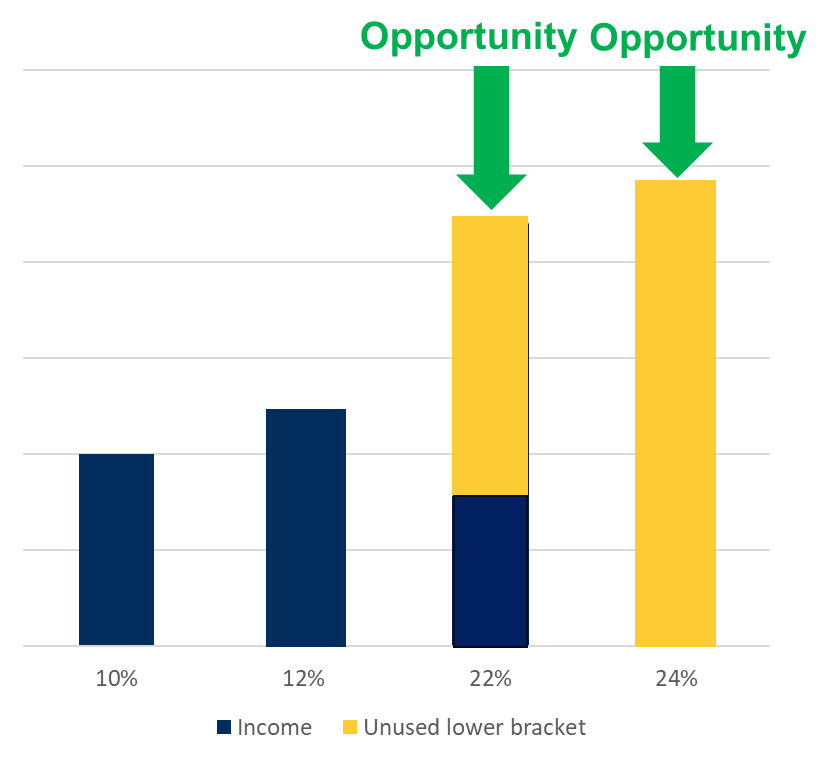 Opportunity Opportunity
10% 12% 22% 24%
Income Unused lower bracket